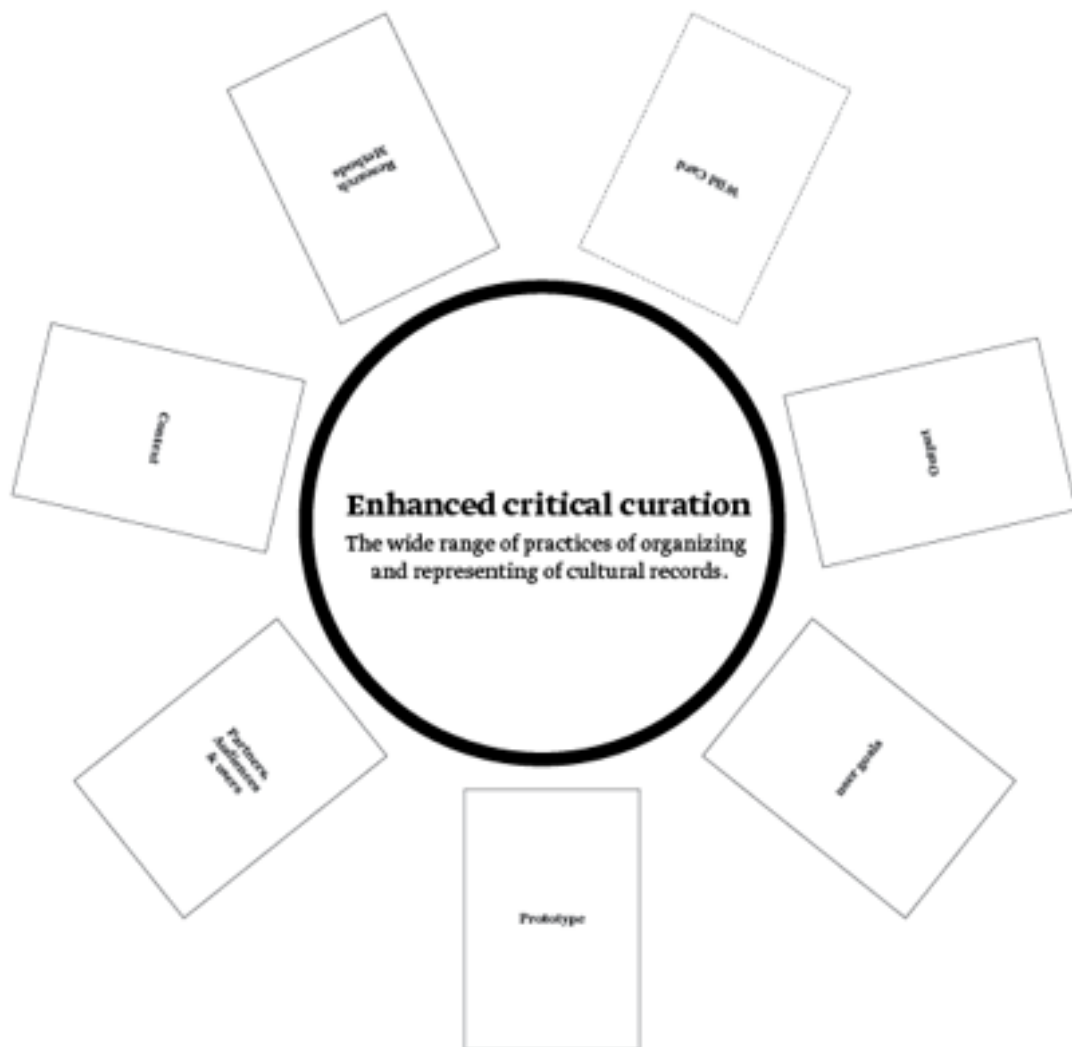 Research
Methods
Wild Card
Output
Enhanced critical curation
The wide range of practices of organizing
and representing of cultural records.
Partners,
Audiences
& users
user goals
Prototype